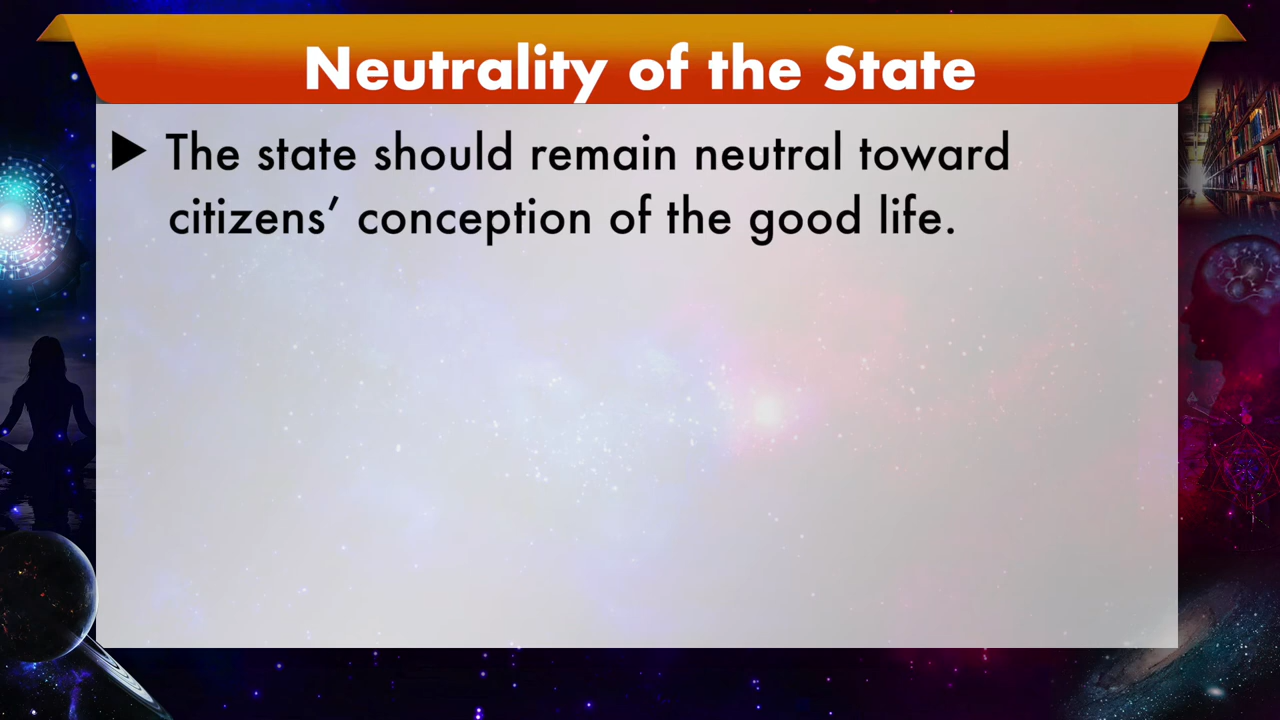 Neutrality of the State
▶ The state should remain neutral toward
citizens’ conception of the good life.